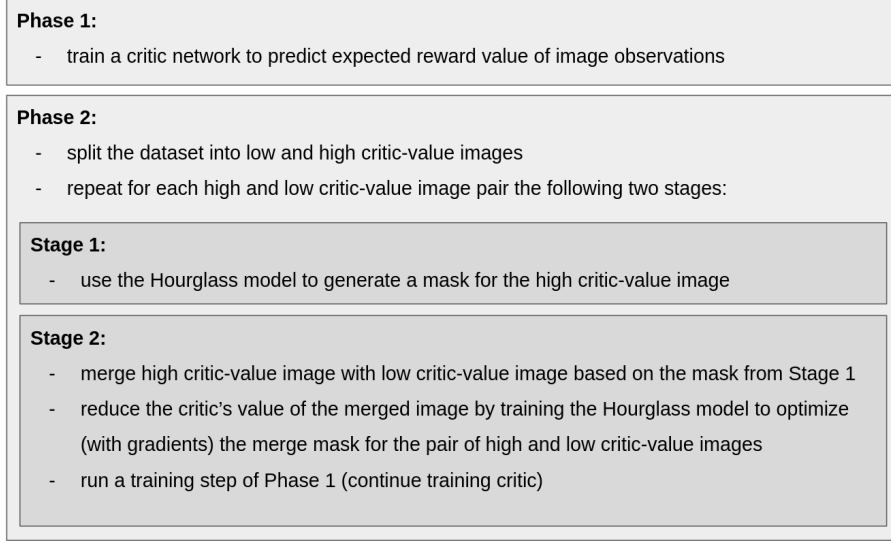 Phase 1:
- train a critic network to predict expected reward value of image observations
Phase 2:
- split the dataset into low and high critic-value images
- repeat for each high and low critic-value image pair the following two stages:
Stage 1:
- use the Hourglass model to generate a mask for the high critic-value image
Stage 2:
- merge high critic-value image with low critic-value image based on the mask from Stage 1
- reduce the critic’s value of the merged image by training the Hourglass model to optimize
(with gradients) the merge mask for the pair of high and low critic-value images
- run a training step of Phase 1 (continue training critic)